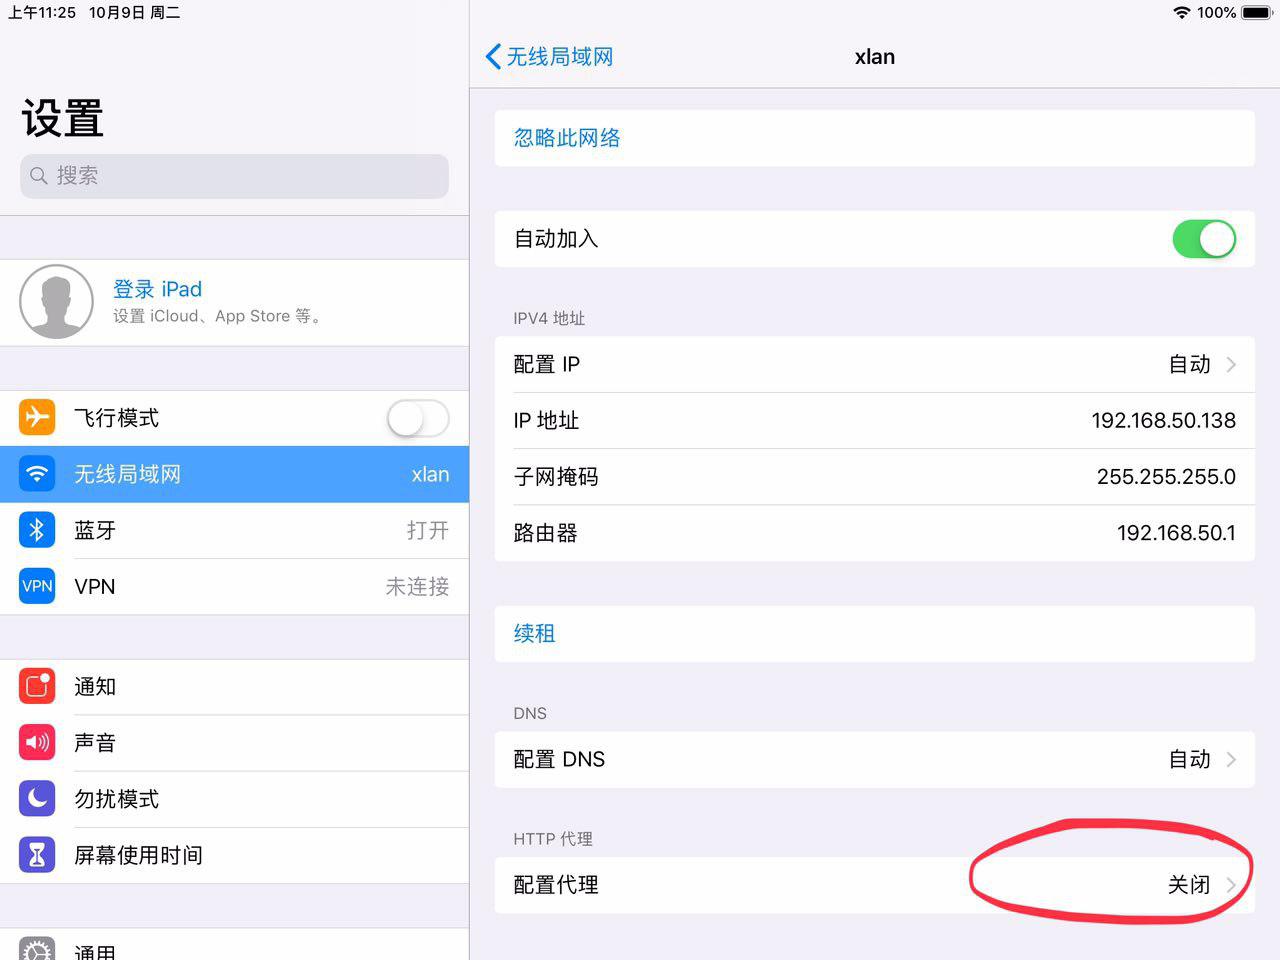 上午11:25 10月9日 周二
100%
设置
搜索
登录 iPad
设置 iCloud、App Store 等。
飞行模式
无线局域网 xlan
蓝牙 打开
VPN VPN 未连接
通知
声音
勿扰模式
屏幕使用时间
通用
无线局域网 xlan
忽略此网络
自动加入
IPV4 地址
配置 IP 自动
IP 地址 192.168.50.138
子网掩码 255.255.255.0
路由器 192.168.50.1
续租
DNS
配置 DNS 自动
HTTP 代理
配置代理 关闭